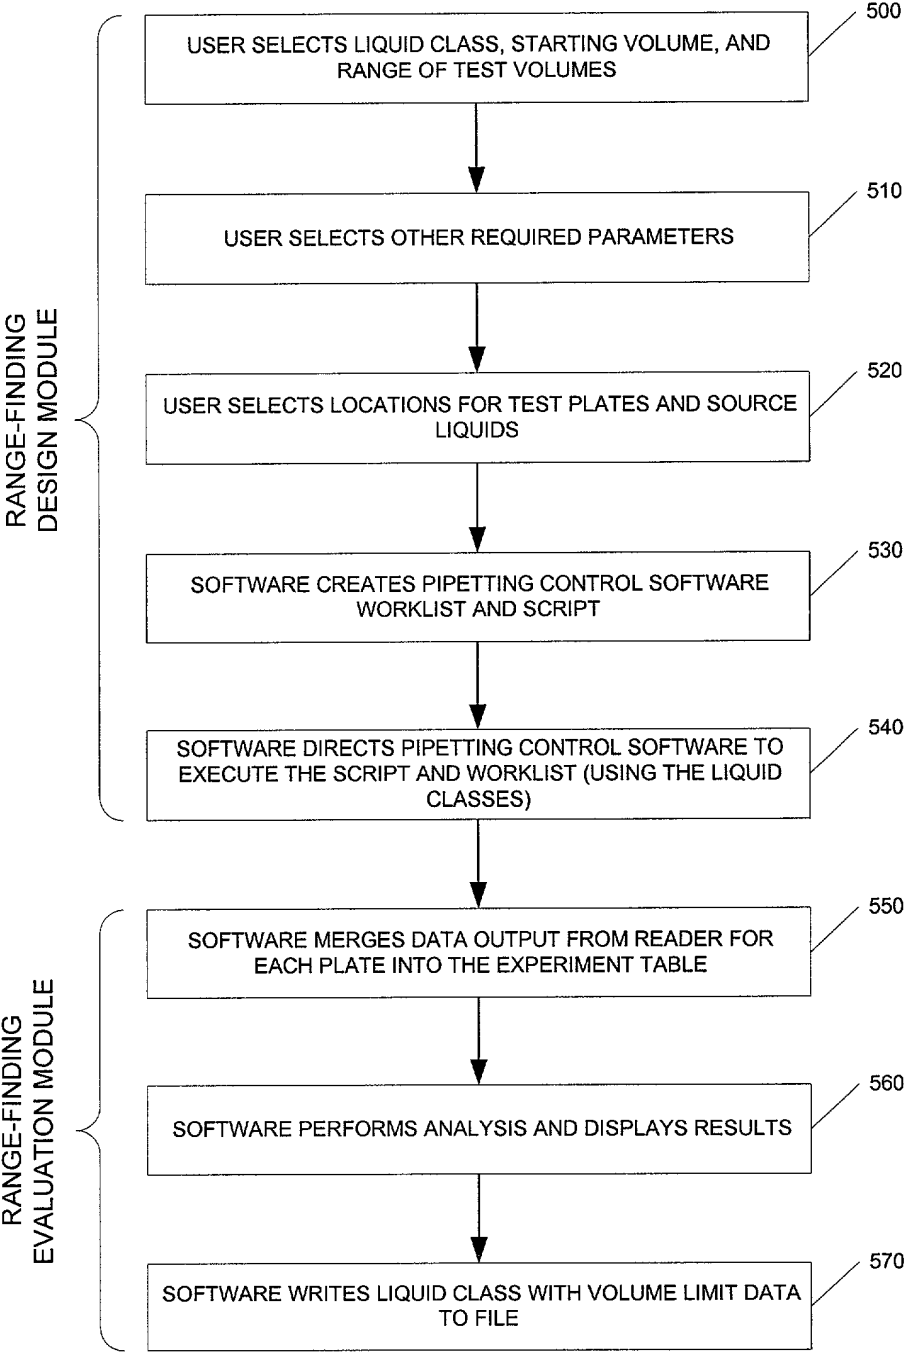 500
USER SELECTS LIQUID CLASS, STARTING VOLUME, AND
RANGE OF TEST VOLUMES
510
USER SELECTS OTHER REQUIRED PARAMETERS
RANGE-FINDING
DESIGN MODULE
520
USER SELECTS LOCATIONS FOR TEST PLATES AND SOURCE
LIQUIDS
530
SOFTWARE CREATES PIPETTING CONTROL SOFTWARE
WORKLIST AND SCRIPT
540
SOFTWARE DIRECTS PIPETTING CONTROL SOFTWARE TO
EXECUTE THE SCRIPT AND WORKLIST (USING THE LIQUID
CLASSES)
550
SOFTWARE MERGES DATA OUTPUT FROM READER FOR
EACH PLATE INTO THE EXPERIMENT TABLE
RANGE-FINDING
EVALUATION MODULE
560
SOFTWARE PERFORMS ANALYSIS AND DISPLAYS RESULTS
570
SOFTWARE WRITES LIQUID CLASS WITH VOLUME LIMIT DATA
TO FILE